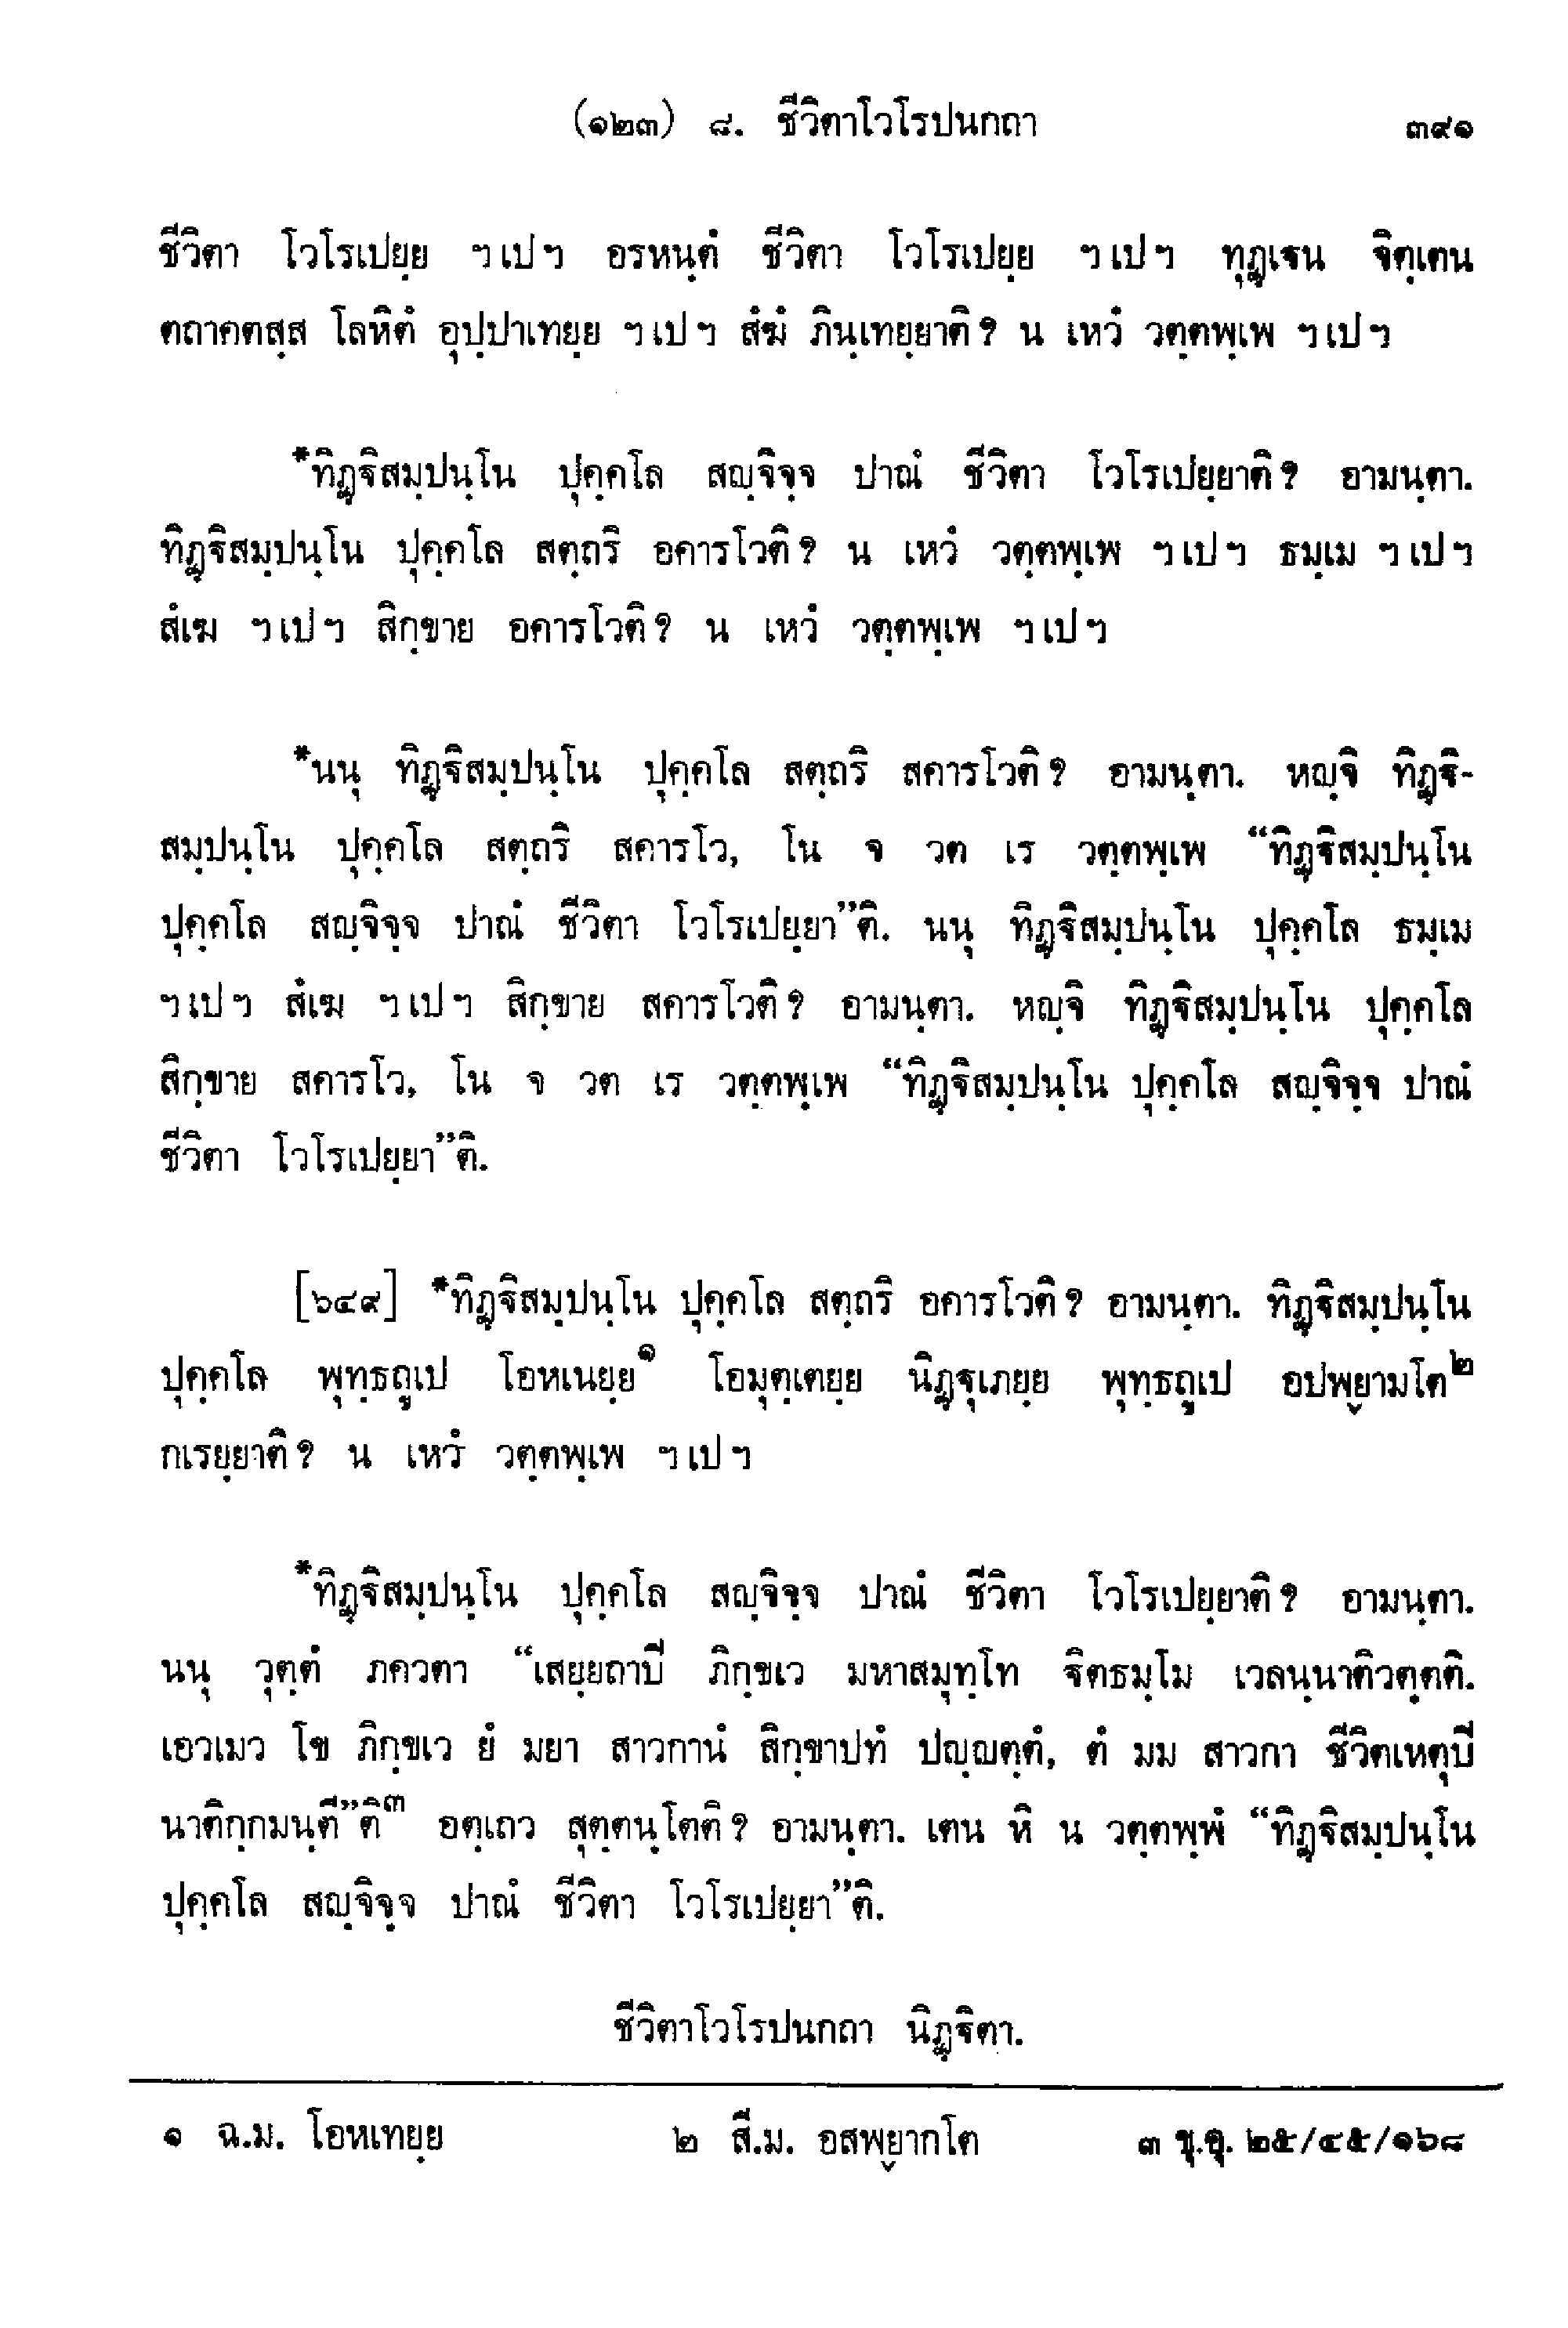 (๑๒๓) ๘. ชีวิตาโวโรปนกถา ๓๙๑
ชีวิตา โวโรเปยฺย ฯเปฯ อรหนฺตํ ชีวิตา โวโรเปยฺย ฯเปฯ ทุฏฺเฐน จิตฺเตน
ตถาคตสฺส โลหิตํ อุปฺปาเทยฺย ฯเปฯ สํฆํ ภินฺเทยฺยาติ? น เหวํ วตฺตพฺเพ ฯเปฯ
*ทิฏฺฐิสมฺปนฺโน ปุคฺคโล สญฺจิจฺจ ปาณํ ชีวิตา โวโรเปยฺยาติ? อามนฺตา.
ทิฏฺฐิสมฺปนฺโน ปุคฺคโล สตฺถริ อคารโวติ? น เหวํ วตฺตพฺเพ ฯเปฯ ธมฺเม ฯเปฯ
สํเฆ ฯเปฯ สิกฺขาย อคารโวติ? น เหวํ วตฺตพฺเพ ฯเปฯ
*นนุ ทิฏฺฐิสมฺปนฺโน ปุคฺคโล สตฺถริ สคารโวติ? อามนฺตา. หญฺจิ ทิฏฺฐิ-
สมฺปนฺโน ปุคฺคโล สตฺถริ สคารโว, โน จ วต เร วตฺตพฺเพ “ทิฏฺฐิสมฺปนฺโน
ปุคฺคโล สญฺจิจฺจ ปาณํ ชีวิตา โวโรเปยฺยา”ติ. นนุ ทิฏฺฐิสมฺปนฺโน ปุคฺคโล ธมฺเม
ฯเปฯ สํเฆ ฯเปฯ สิกฺขาย สคารโวติ? อามนฺตา. หญฺจิ ทิฏฺฐิสมฺปนฺโน ปุคฺคโล
สิกฺขาย สคารโว, โน จ วต เร วตฺตพฺเพ “ทิฏฺฐิสมฺปนฺโน ปุคฺคโล สญฺจิจฺจ ปาณํ
ชีวิตา โวโรเปยฺยา”ติ.
[๖๔๙] *ทิฏฺฐิสมฺปนฺโน ปุคฺคโล สตฺถริ อคารโวติ? อามนฺตา. ทิฏฺฐิสมฺปนฺโน
ปุคฺคโล พุทฺธถูเป โอหเนยฺย๑ โอมุตฺเตยฺย นิฏฺฐุเภยฺย พุทฺธถูเป อปพฺยามโต๒
กเรยฺยาติ? น เหวํ วตฺตพฺเพ ฯเปฯ
*ทิฏฺฐิสมฺปนฺโน ปุคฺคโล สญฺจิจฺจ ปาณํ ชีวิตา โวโรเปยฺยาติ? อามนฺตา.
นนุ วุตฺตํ ภควตา “เสยฺยถาปี ภิกฺขเว มหาสมุทฺโท ฐิตธมฺโม เวลนฺนาติวตฺตติ.
เอวเมว โข ภิกฺขเว ยํ มยา สาวกานํ สิกฺขาปทํ ปญฺญตฺตํ, ตํ มม สาวกา ชีวิตเหตุปี
นาติกฺกมนฺตี”ติ๓ อตฺเถว สุตฺตนฺโตติ? อามนฺตา. เตน หิ น วตฺตพฺพํ “ทิฏฺฐิสมฺปนฺโน
ปุคฺคโล สญฺจิจฺจ ปาณํ ชีวิตา โวโรเปยฺยา”ติ.
ชีวิตาโวโรปนกถา นิฏฺฐิตา.
๑ ฉ.ม. โอหเทยฺย ๒ สี.ม. อสพฺยากโต ๓ ขุ.อุ. ๒๕/๔๕/๑๖๘